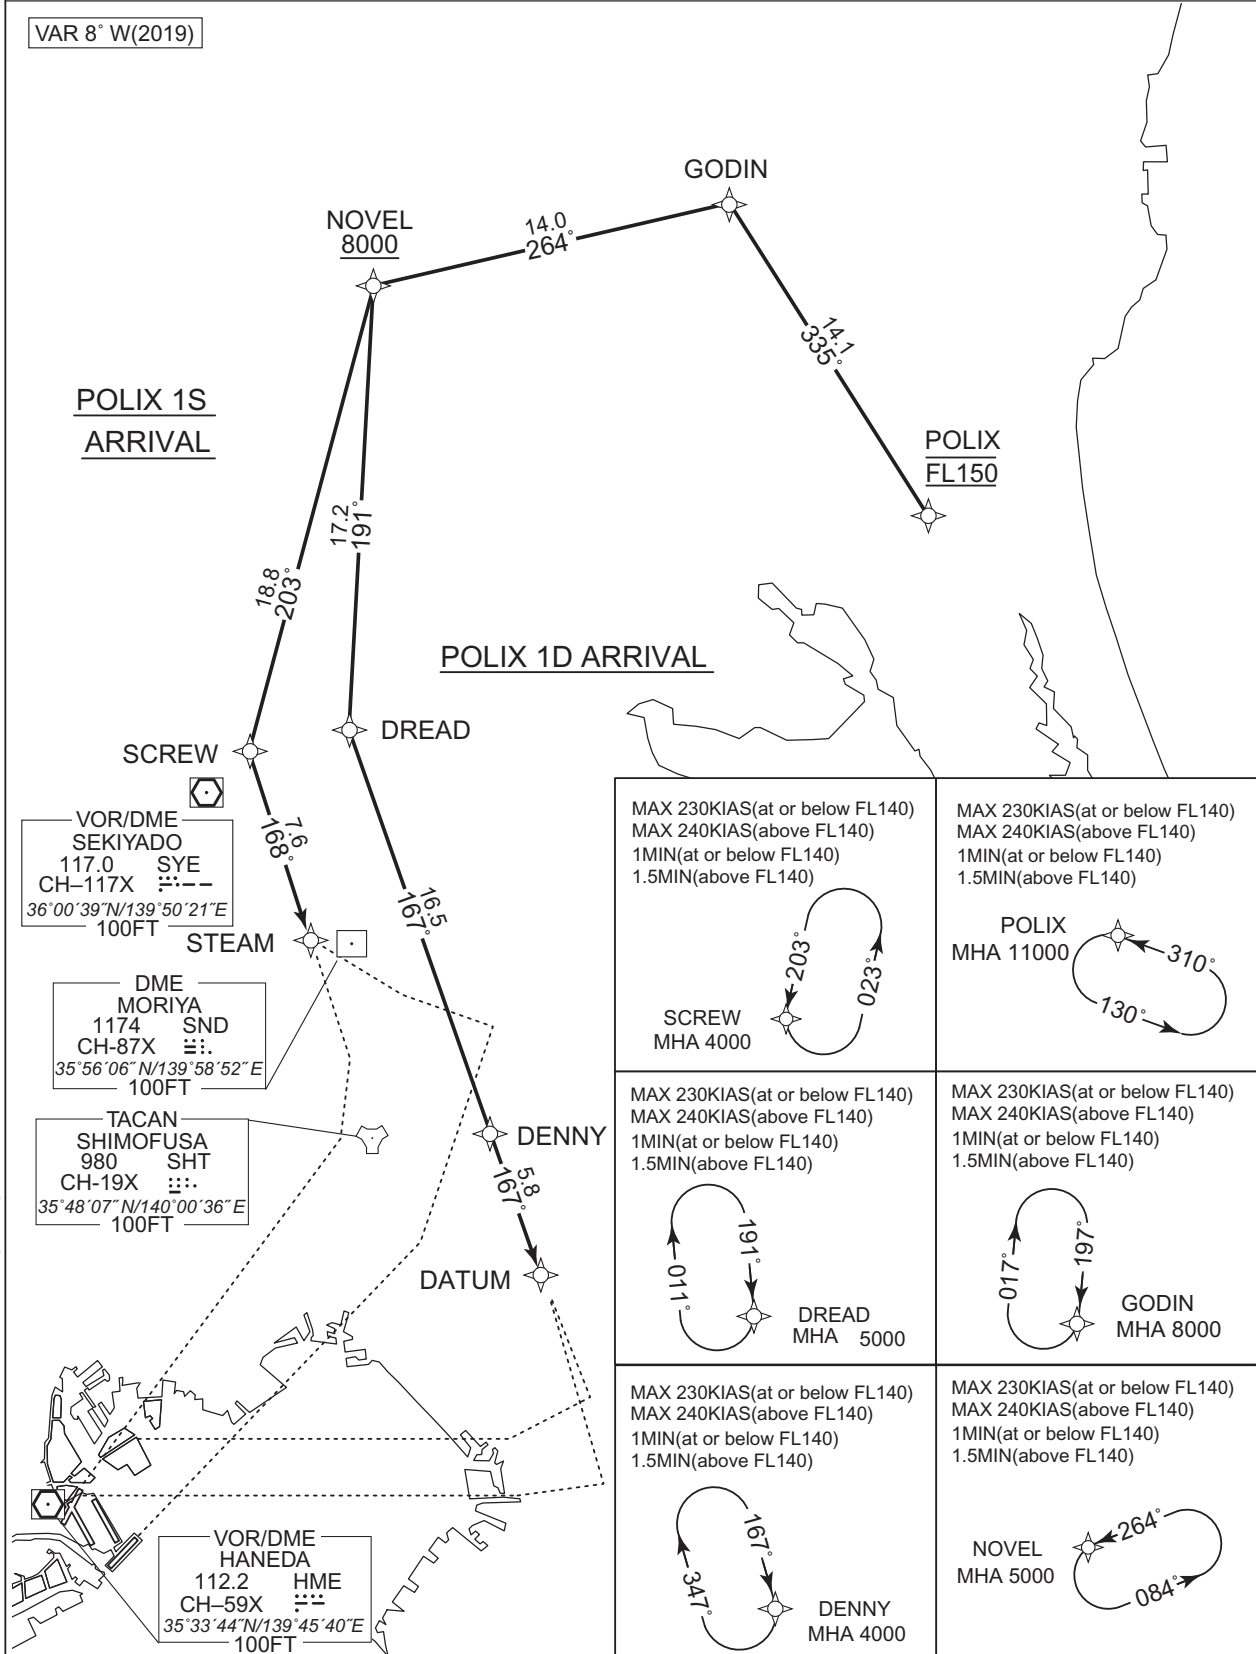 VAR 8° W(2019)
GODIN
NOVEL
8000
14.0
264°
14.1
335°
POLIX 1S
ARRIVAL
POLIX
FL150
17.2
191°
18.8
203°
POLIX 1D ARRIVAL
DREAD
SCREW
VOR/DME
SEKIYADO
117.0 SYE
CH–117X
36°00´39˝N/139°50´21˝E
100FT
7.6
168°
16.5
167°
STEAM
DME
MORIYA
1174 SND
CH-87X
35°56´06˝ N/139°58´52˝ E
100FT
TACAN
SHIMOFUSA
980 SHT
CH-19X
35°48´07˝ N/140°00´36˝ E
100FT
DENNY
5.8
167°
DATUM
VOR/DME
HANEDA
112.2 HME
CH–59X
35°33´44˝N/139°45´40˝E
100FT
MAX 230KIAS(at or below FL140)
MAX 240KIAS(above FL140)
1MIN(at or below FL140)
1.5MIN(above FL140)
203°
023°
SCREW
MHA 4000
MAX 230KIAS(at or below FL140)
MAX 240KIAS(above FL140)
1MIN(at or below FL140)
1.5MIN(above FL140)
POLIX
MHA 11000
310°
130°
MAX 230KIAS(at or below FL140)
MAX 240KIAS(above FL140)
1MIN(at or below FL140)
1.5MIN(above FL140)
191°
011°
DREAD
MHA 5000
MAX 230KIAS(at or below FL140)
MAX 240KIAS(above FL140)
1MIN(at or below FL140)
1.5MIN(above FL140)
017°
197°
GODIN
MHA 8000
MAX 230KIAS(at or below FL140)
MAX 240KIAS(above FL140)
1MIN(at or below FL140)
1.5MIN(above FL140)
167°
347°
DENNY
MHA 4000
MAX 230KIAS(at or below FL140)
MAX 240KIAS(above FL140)
1MIN(at or below FL140)
1.5MIN(above FL140)
264°
NOVEL
MHA 5000
084°